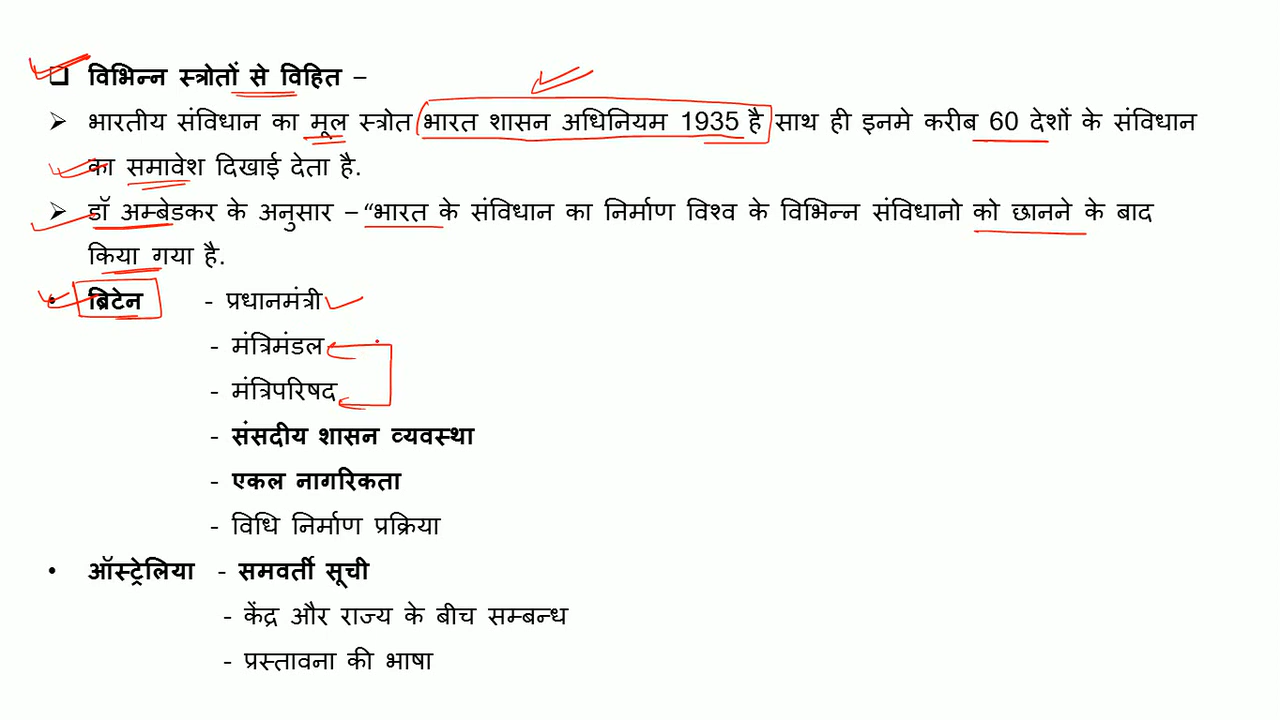 विभिन्न स्त्रोतों से विहित –
भारतीय संविधान का मूल स्त्रोत भारत शासन अधिनियम 1935 है साथ ही इनमे करीब 60 देशों के संविधान
का समावेश दिखाई देता है.
डॉ अम्बेडकर के अनुसार – “भारत के संविधान का निर्माण विश्व के विभिन्न संविधानो को छानने के बाद
किया गया है.
• ब्रिटेन - प्रधानमंत्री
- मंत्रिमंडल
- मंत्रिपरिषद
- संसदीय शासन व्यवस्था
- एकल नागरिकता
- विधि निर्माण प्रक्रिया
• ऑस्ट्रेलिया - समवर्ती सूची
- केंद्र और राज्य के बीच सम्बन्ध
- प्रस्तावना की भाषा